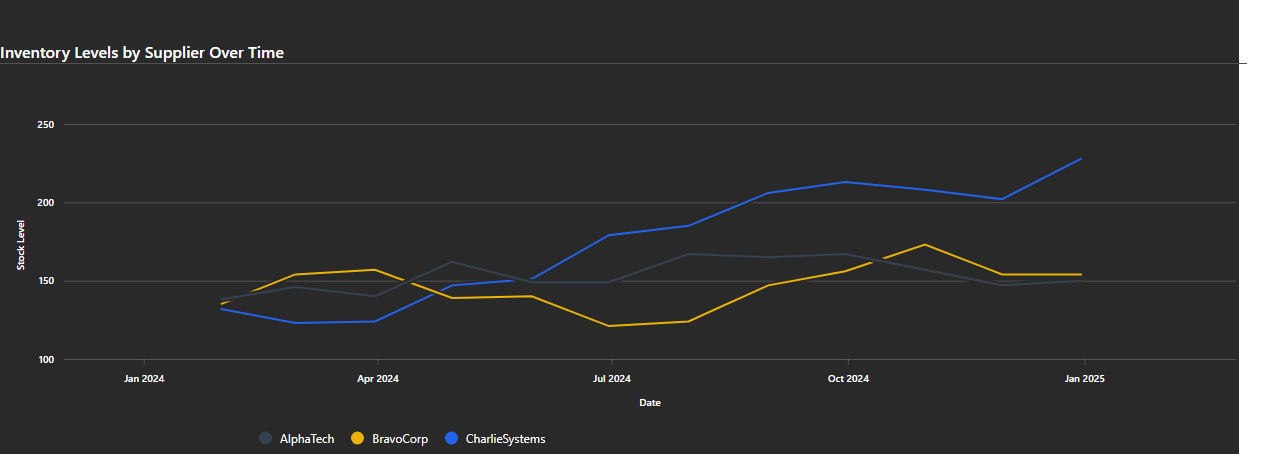 Inventory Levels by Supplier Over Time
250
200
150
100
Stock Level
Jan 2024 Apr 2024 Jul 2024 Oct 2024 Jan 2025
Date
AlphaTech BravoCorp CharlieSystems